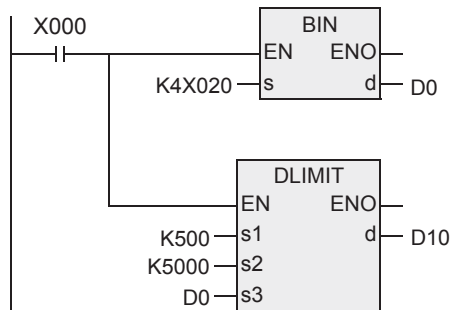 X000
BIN
EN ENO
K4X020 s d D0
DLIMIT
EN ENO
K500 s1 d D10
K5000 s2
D0 s3